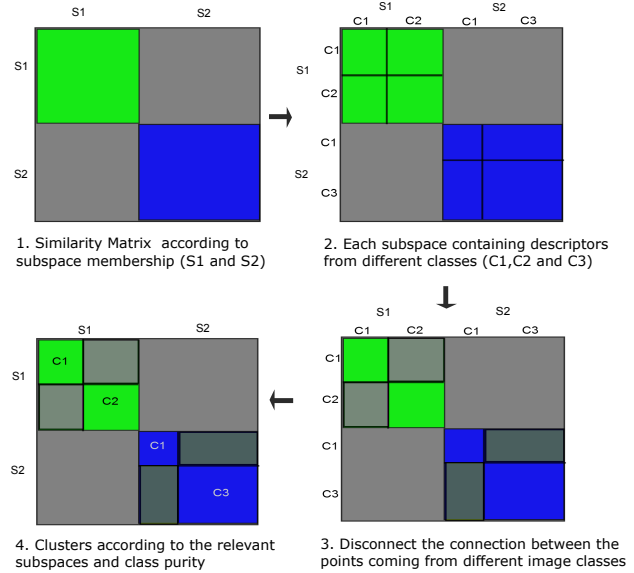 S1 S2
S1
S2
1. Similarity Matrix according to
subspace membership (S1 and S2)
S1 S2
C1 C2 C1 C3
C1
S1
C2
C1
S2
C3
2. Each subspace containing descriptors
from different classes (C1,C2 and C3)
S1 S2
C1 C2 C1 C3
C1
C2
C1
C3
3. Disconnect the connection between the
points coming from different image classes
S1 S2
S1
S2
C1
C2
C1
C3
4. Clusters according to the relevant
subspaces and class purity